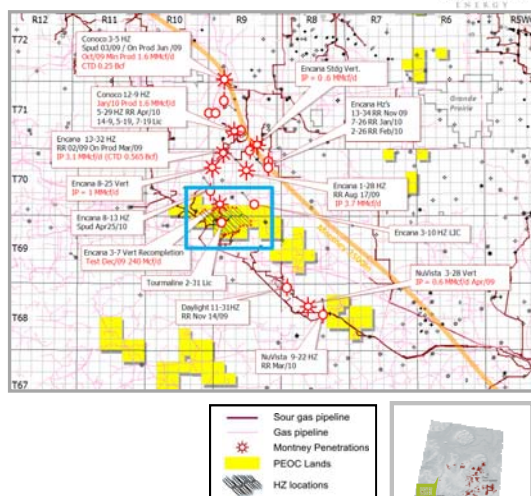 ENERGY
R12
R10
R9
R8
R7
R6
R5W
Conoco 3-5 HZ
Spud 03/09 / On Prod Jun /09
Oct/09 Min Prod 1.6 MMcf/d
CTD 0.25 Bcf
Encana Stdg Vert.
IP = 0 .6 MMcf/d
T72
Conoco 12-9 HZ
Jan/10 Prod 1.6 MMcf/d
5-29 HZ RR Apr/10
14-9, 5-19, 7-19 Lic
Encana Hz's
13-34 RR Nov 09
7-26 RR Jan/10
2-26 RR Feb/10
Grande
Prairie
T71
Encana 13-32 HZ
RR 02/09 On Prod Mar/09
IP 3.1 MMcf/d (CTD 0.565 Bcf)
Encana 8-25 Vert
IP = 1 MMcf/d
Encana 1-28 HZ
RR Aug 17/09
IP 3.7 MMcf/d
T70
Encana 8-13 HZ
Spud Apr25/10
Encana 3-10 HZ LIC
Encana 3-7 Vert Recompletion
Test Dec/09 240 Mcf/d
T69
Montney
Tourmaline 2-31 Lic
NuVista 3-28 Vert
IP = 0.6 MMcf/d Apr/09
Daylight 11-31HZ
RR Nov 14/09
T68
NuVista 9-22 HZ
RR Mar/10
T67
Sour gas pipeline
Gas pipeline
Montney Penetrations
PEOC Lands
HZ locations